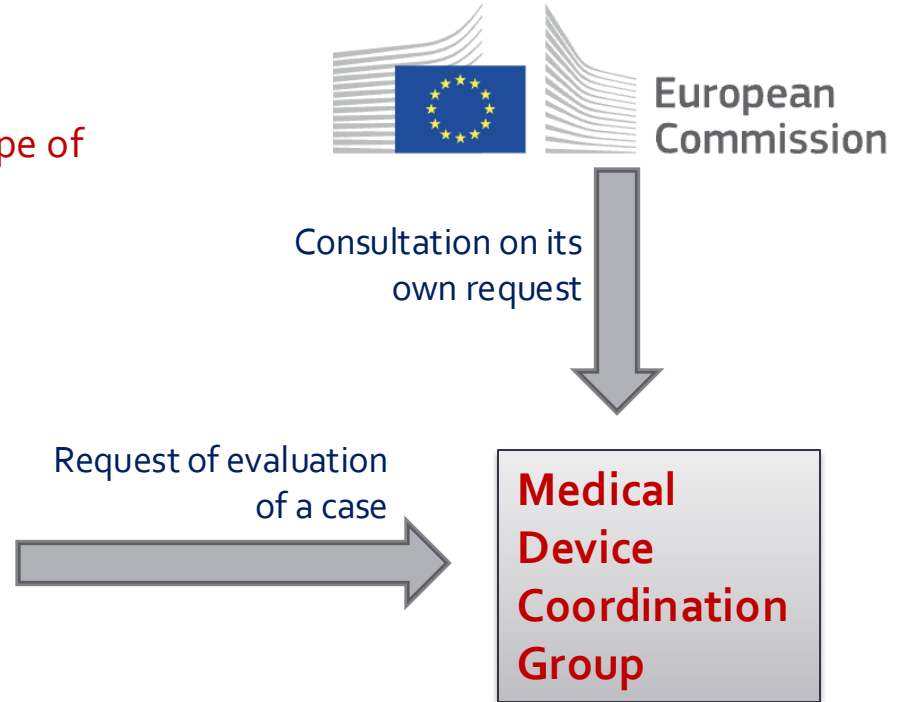 European
Commission
pe of
Consultation on its
own request
Request of evaluation
of a case
Medical
Device
Coordination
Group